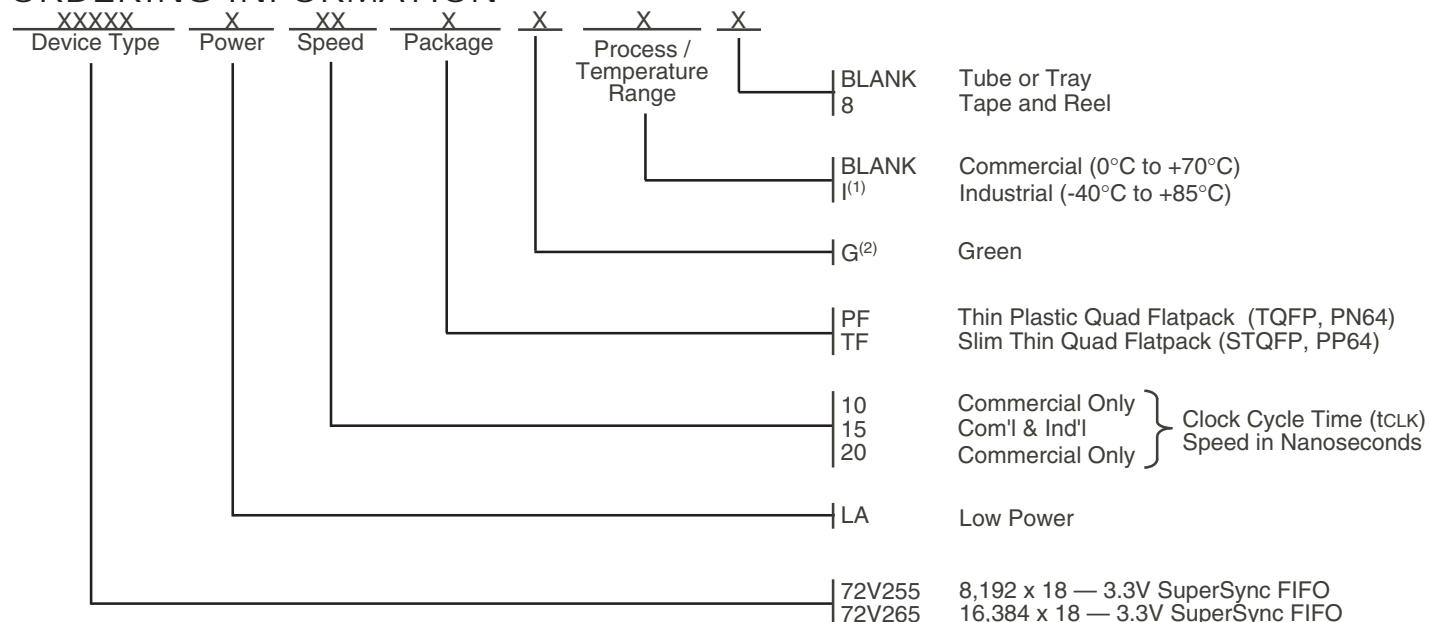 ORDERING INFORMATION
XXXXX X XX X X X X
Device Type Power Speed Package
Process /
Temperature
Range
BLANK Tube or Tray
8 Tape and Reel
BLANK Commercial (0°C to +70°C)
I(1) Industrial (-40°C to +85°C)
G(2) Green
PF Thin Plastic Quad Flatpack (TQFP, PN64)
TF Slim Thin Quad Flatpack (STQFP, PP64)
10 Commercial Only
15 Com'l & Ind'l
20 Commercial Only
Clock Cycle Time (tCLK)
Speed in Nanoseconds
LA Low Power
72V255 8,192 x 18 — 3.3V SuperSync FIFO
72V265 16,384 x 18 — 3.3V SuperSync FIFO